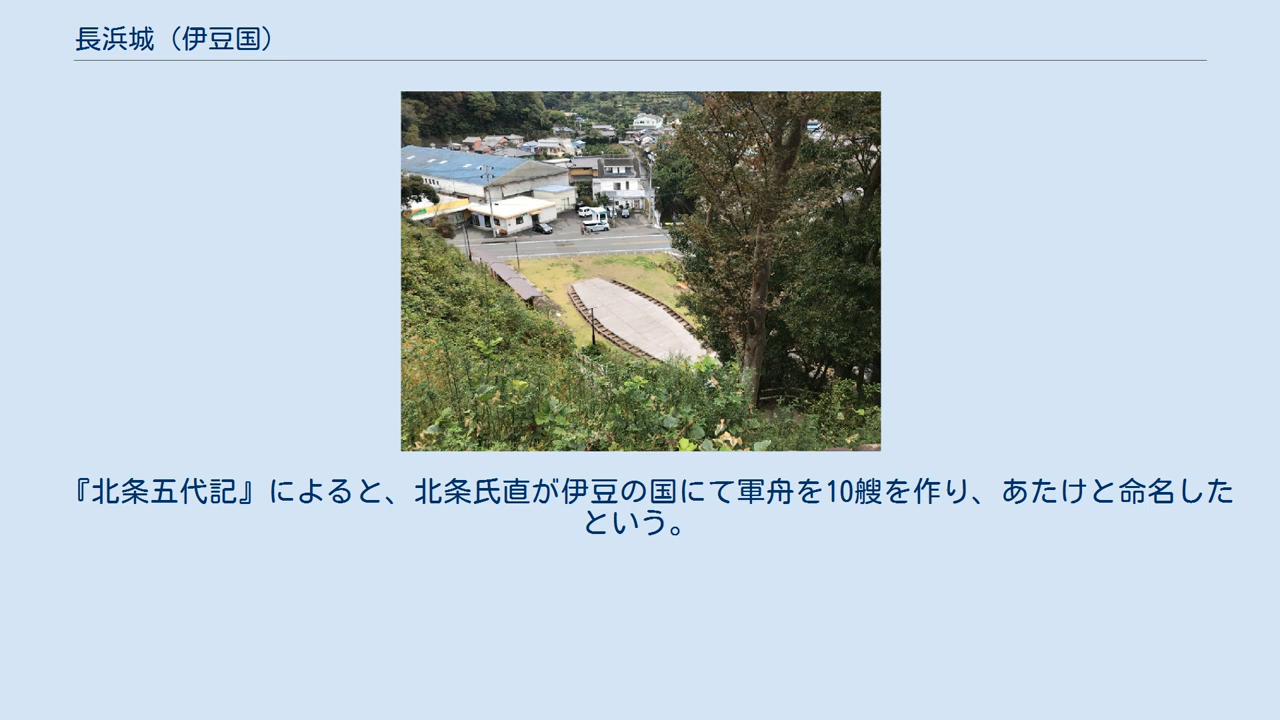 長浜城（伊豆国）
『北条五代記』によると、北条氏直が伊豆の国にて軍舟を10艘を作り、あたけと命名した
という。